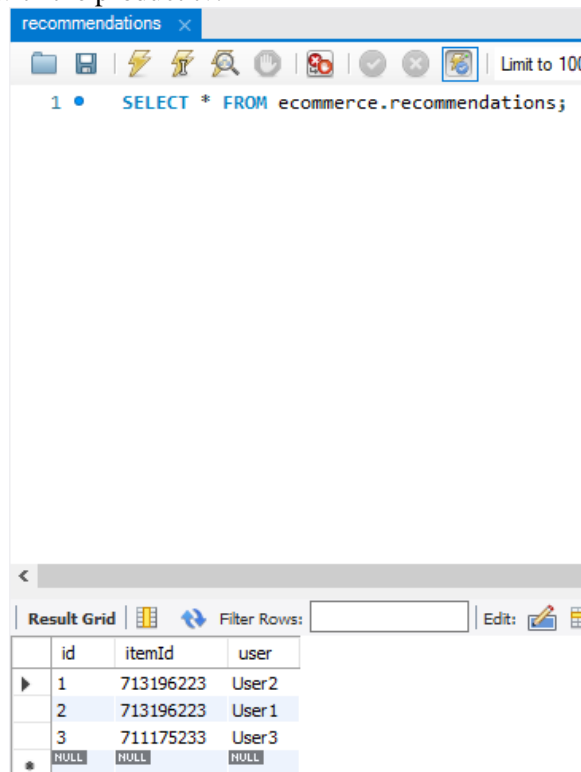 recommendations ×
Limit to 100
1 SELECT * FROM ecommerce.recommendations;
Result Grid Filter Rows: Edit:
id itemId user
1 713196223 User2
2 713196223 User1
3 711175233 User3
NULL NULL NULL